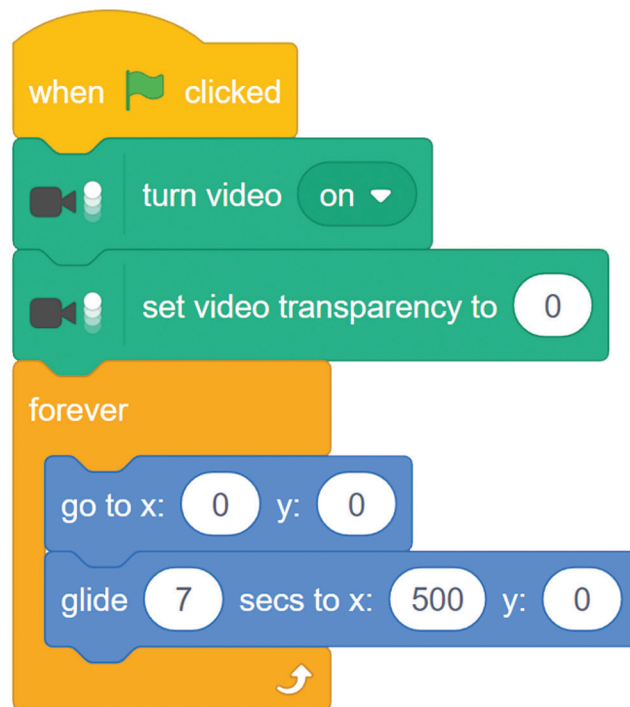 when clicked
turn video on
set video transparency to 0
forever
go to x: 0 y: 0
glide 7 secs to x: 500 y: 0